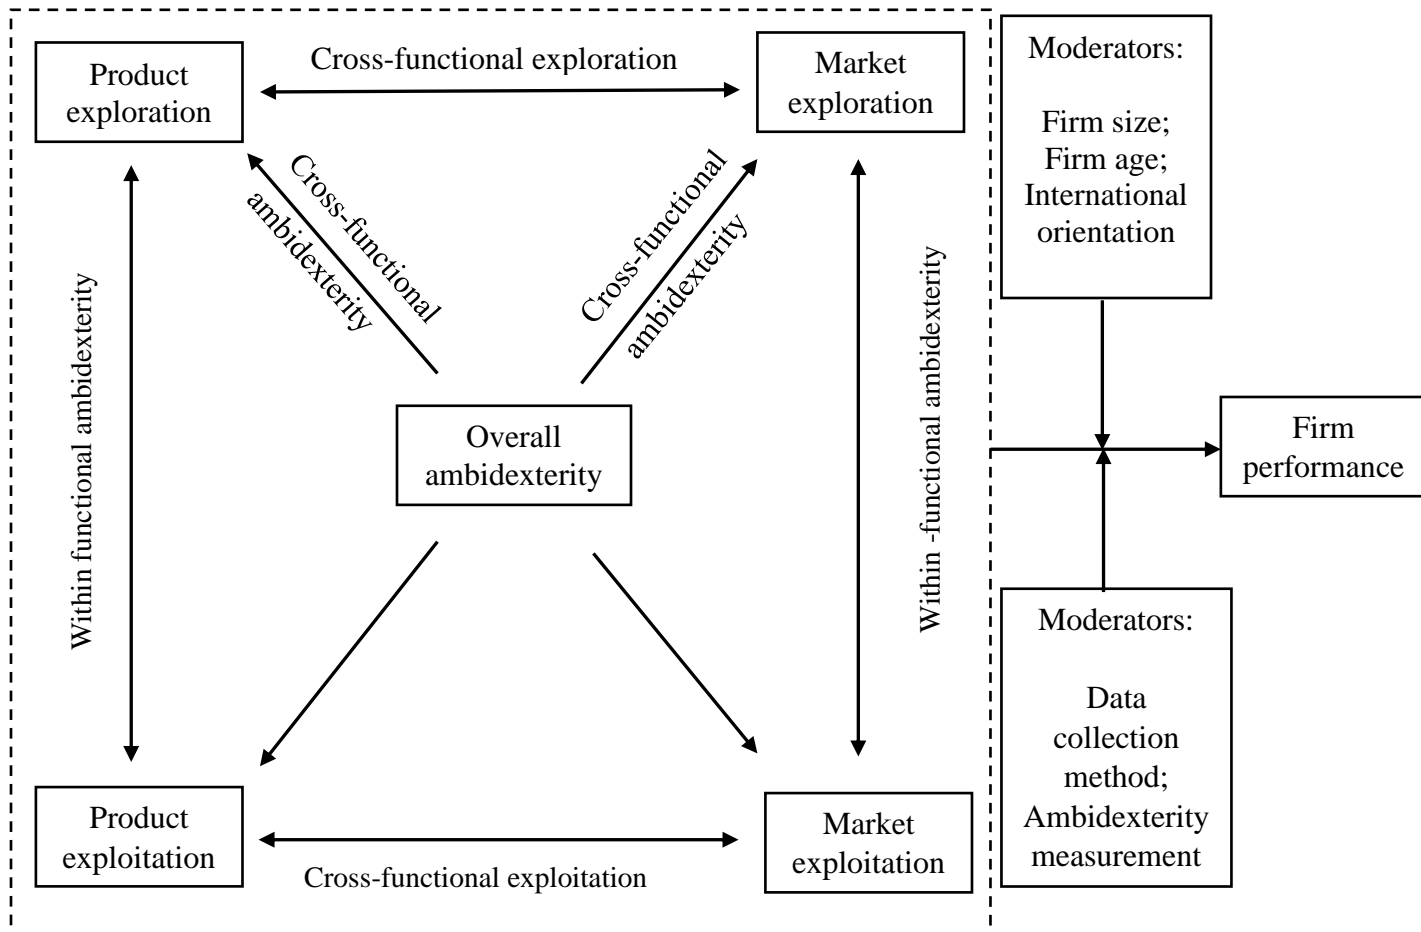 Product
exploration
Cross-functional exploration
Market
exploration
Moderators:
Firm size;
Firm age;
International
orientation
Cross-functional
ambidexterity
Cross-functional
ambidexterity
Within functional ambidexterity
Overall
ambidexterity
Within -functional ambidexterity
Firm
performance
Product
exploitation
Cross-functional exploitation
Market
exploitation
Moderators:
Data
collection
method;
Ambidexterity
measurement